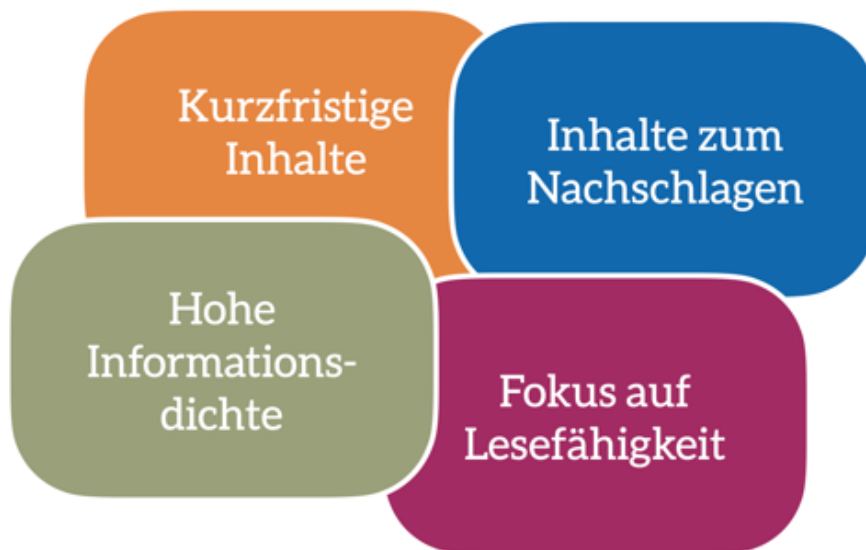 Kurzfristige
Inhalte
Inhalte zum
Nachschlagen
Hohe
Informations-
dichte
Fokus auf
Lesefähigkeit